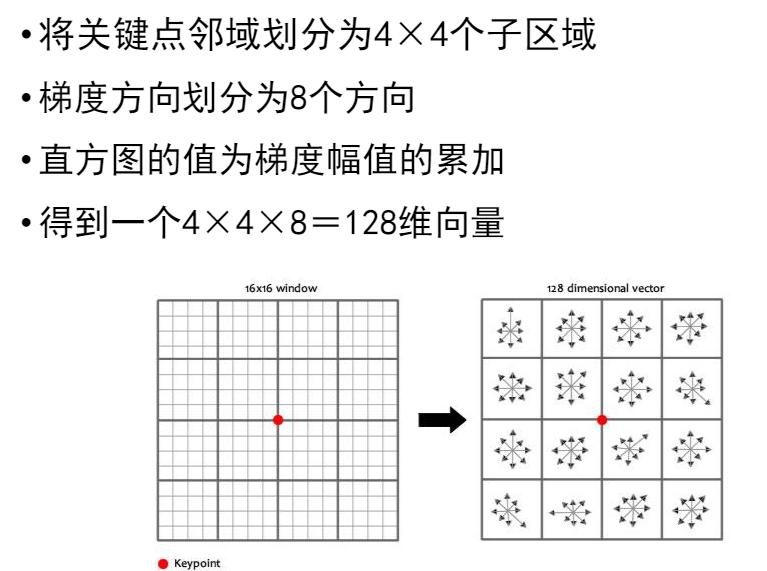 •将关键点邻域划分为4×4个子区域
•梯度方向划分为8个方向
•直方图的值为梯度幅值的累加
•得到一个4×4×8＝128维向量
16x16 window
128 dimensional vector
Keypoint